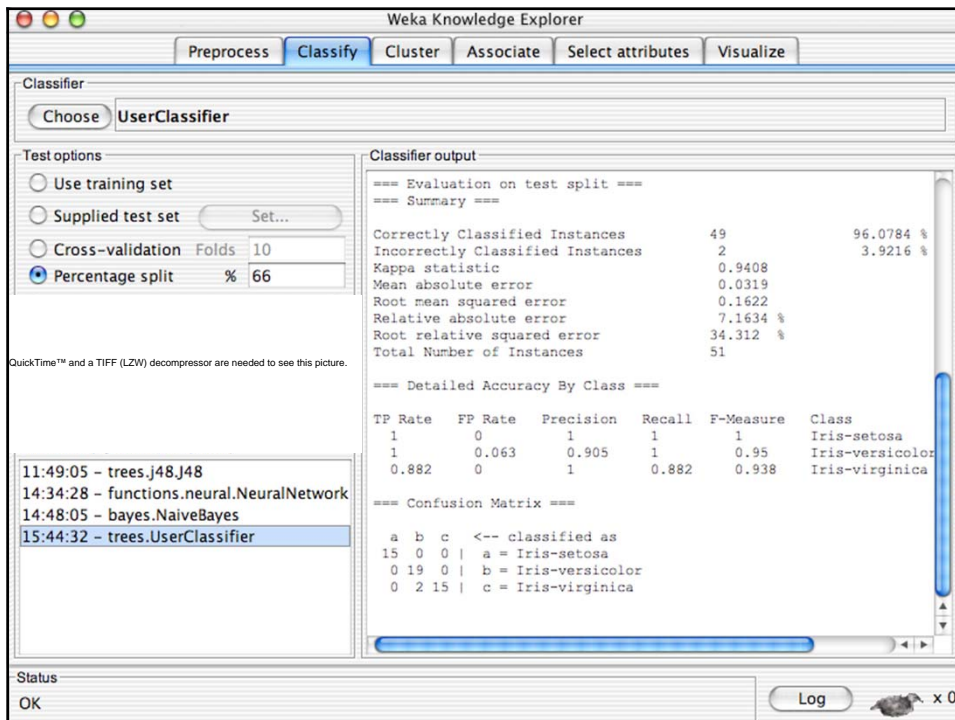 Weka Knowledge Explorer
Preprocess Classify Cluster Associate Select attributes Visualize
Classifier
Choose UserClassifier
Test options
Use training set
Supplied test set Set...
Cross-validation Folds 10
Percentage split % 66
QuickTime™ and a TIFF (LZW) decompressor are needed to see this picture.
11:49:05 – trees.j48.J48
14:34:28 – functions.neural.NeuralNetwork
14:48:05 – bayes.NaiveBayes
15:44:32 – trees.UserClassifier
Classifier output
=== Evaluation on test split ===
=== Summary ===
Correctly Classified Instances 49 96.0784 %
Incorrectly Classified Instances 2 3.9216 %
Kappa statistic 0.9408
Mean absolute error 0.0319
Root mean squared error 0.1622
Relative absolute error 7.1634 %
Root relative squared error 34.312 %
Total Number of Instances 51
=== Detailed Accuracy By Class ===
TP Rate FP Rate Precision Recall F-Measure Class
1 0 1 1 1 Iris-setosa
1 0.063 0.905 1 0.95 Iris-versicolor
0.882 0 1 0.882 0.938 Iris-virginica
=== Confusion Matrix ===
a b c <-- classified as
15 0 0 | a = Iris-setosa
0 19 0 | b = Iris-versicolor
0 2 15 | c = Iris-virginica
Status
OK
Log x 0